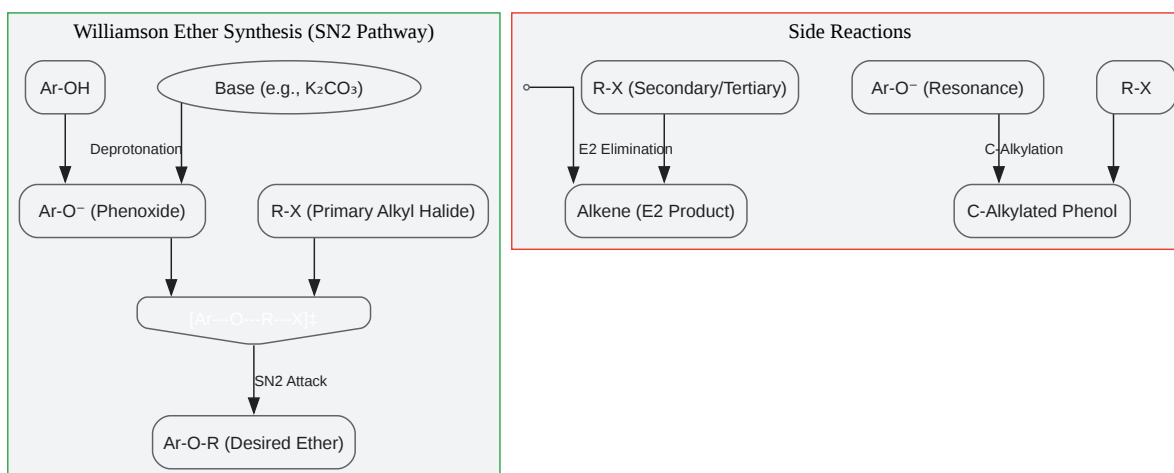 Williamson Ether Synthesis (SN2 Pathway)
Ar-OH
Base (e.g., K₂CO₃)
Deprotonation
Ar-O⁻ (Phenoxide)
R-X (Primary Alkyl Halide)
[Ar---O---R---X]‡
SN2 Attack
Ar-O-R (Desired Ether)
Side Reactions
R-X (Secondary/Tertiary)
Ar-O⁻ (Resonance)
R-X
E2 Elimination
C-Alkylation
Alkene (E2 Product)
C-Alkylated Phenol